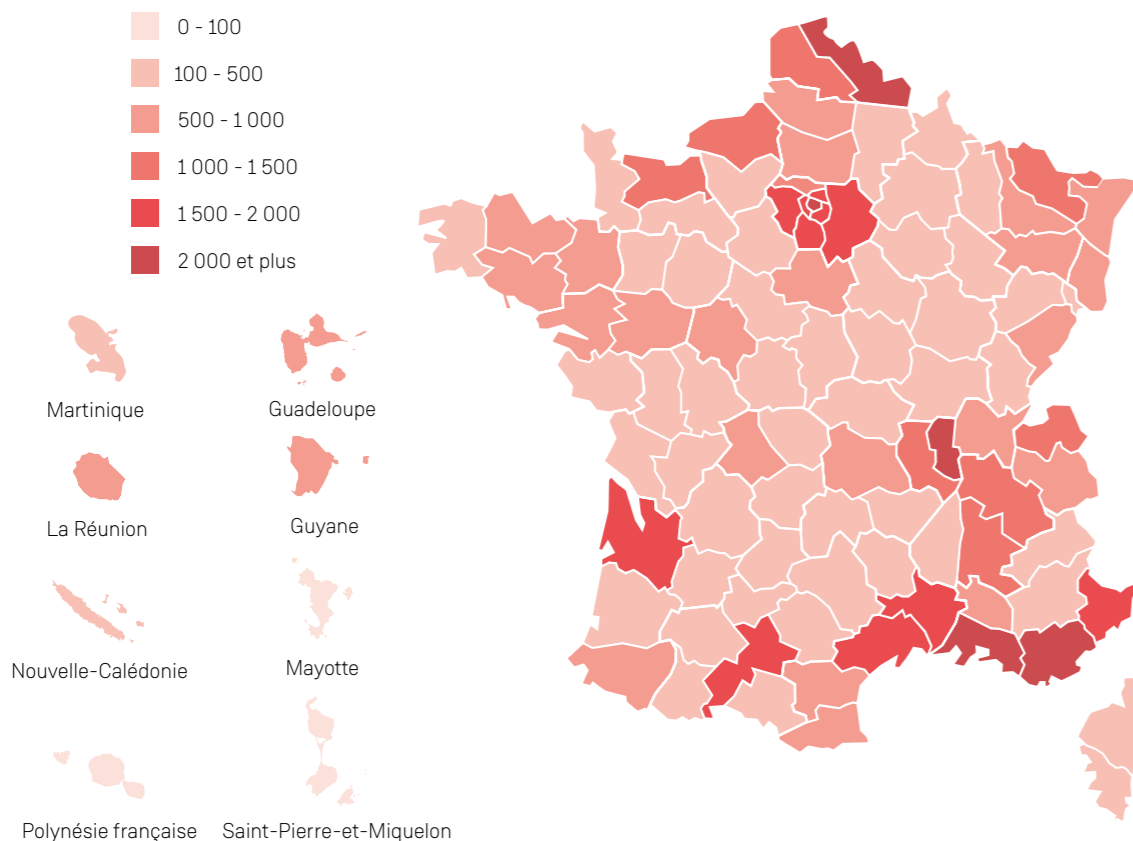 0 - 100
100 - 500
500 - 1 000
1 000 - 1 500
1 500 - 2 000
2 000 et plus
Martinique
Guadeloupe
La Réunion
Guyane
Nouvelle-Calédonie
Mayotte
Polynésie française
Saint-Pierre-et-Miquelon